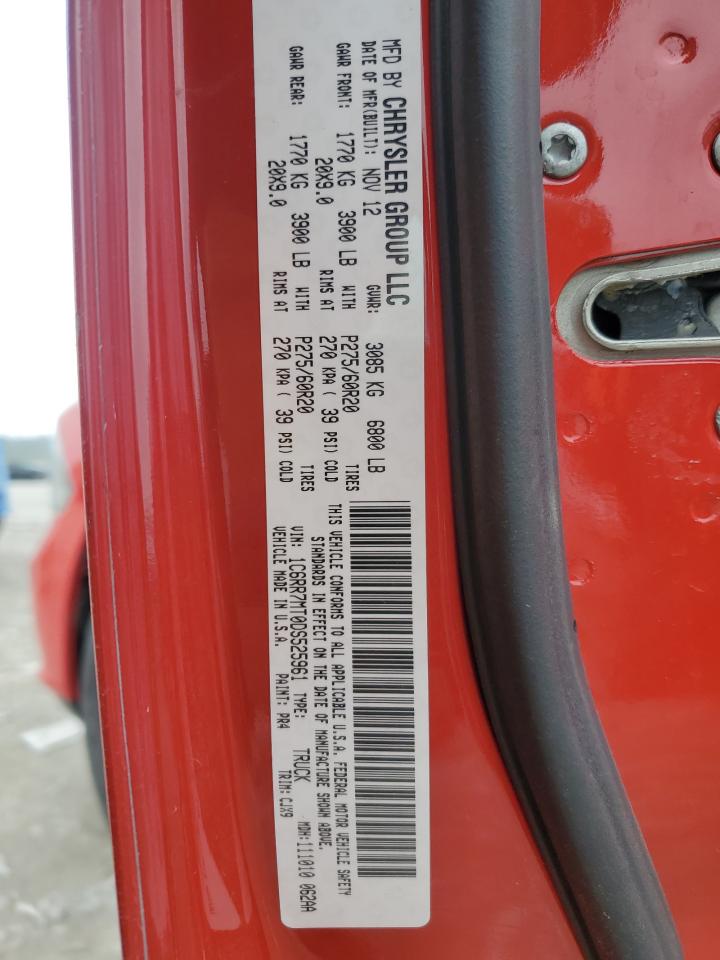 MFD BY CHRYSLER GROUP LLC
DATE OF MFR(BUILT): NOV 12 GVWR: 3085 KG 6800 LB
GAWR FRONT: 1770 KG 3900 LB WITH P275/60R20 TIRES
20X9.0 RIMS AT 270 KPA ( 39 PSI) COLD
GAWR REAR: 1770 KG 3900 LB WITH P275/60R20 TIRES
20X9.0 RIMS AT 270 KPA ( 39 PSI) COLD
THIS VEHICLE CONFORMS TO ALL APPLICABLE U.S.A. FEDERAL MOTOR VEHICLE SAFETY
STANDARDS IN EFFECT ON THE DATE OF MANUFACTURE SHOWN ABOVE.
VIN: 1C6RR7MT0DS525961 TYPE: TRUCK MDH:111010 062AA
VEHICLE MADE IN U.S.A. PAINT: PR4 TRIM: CJX9